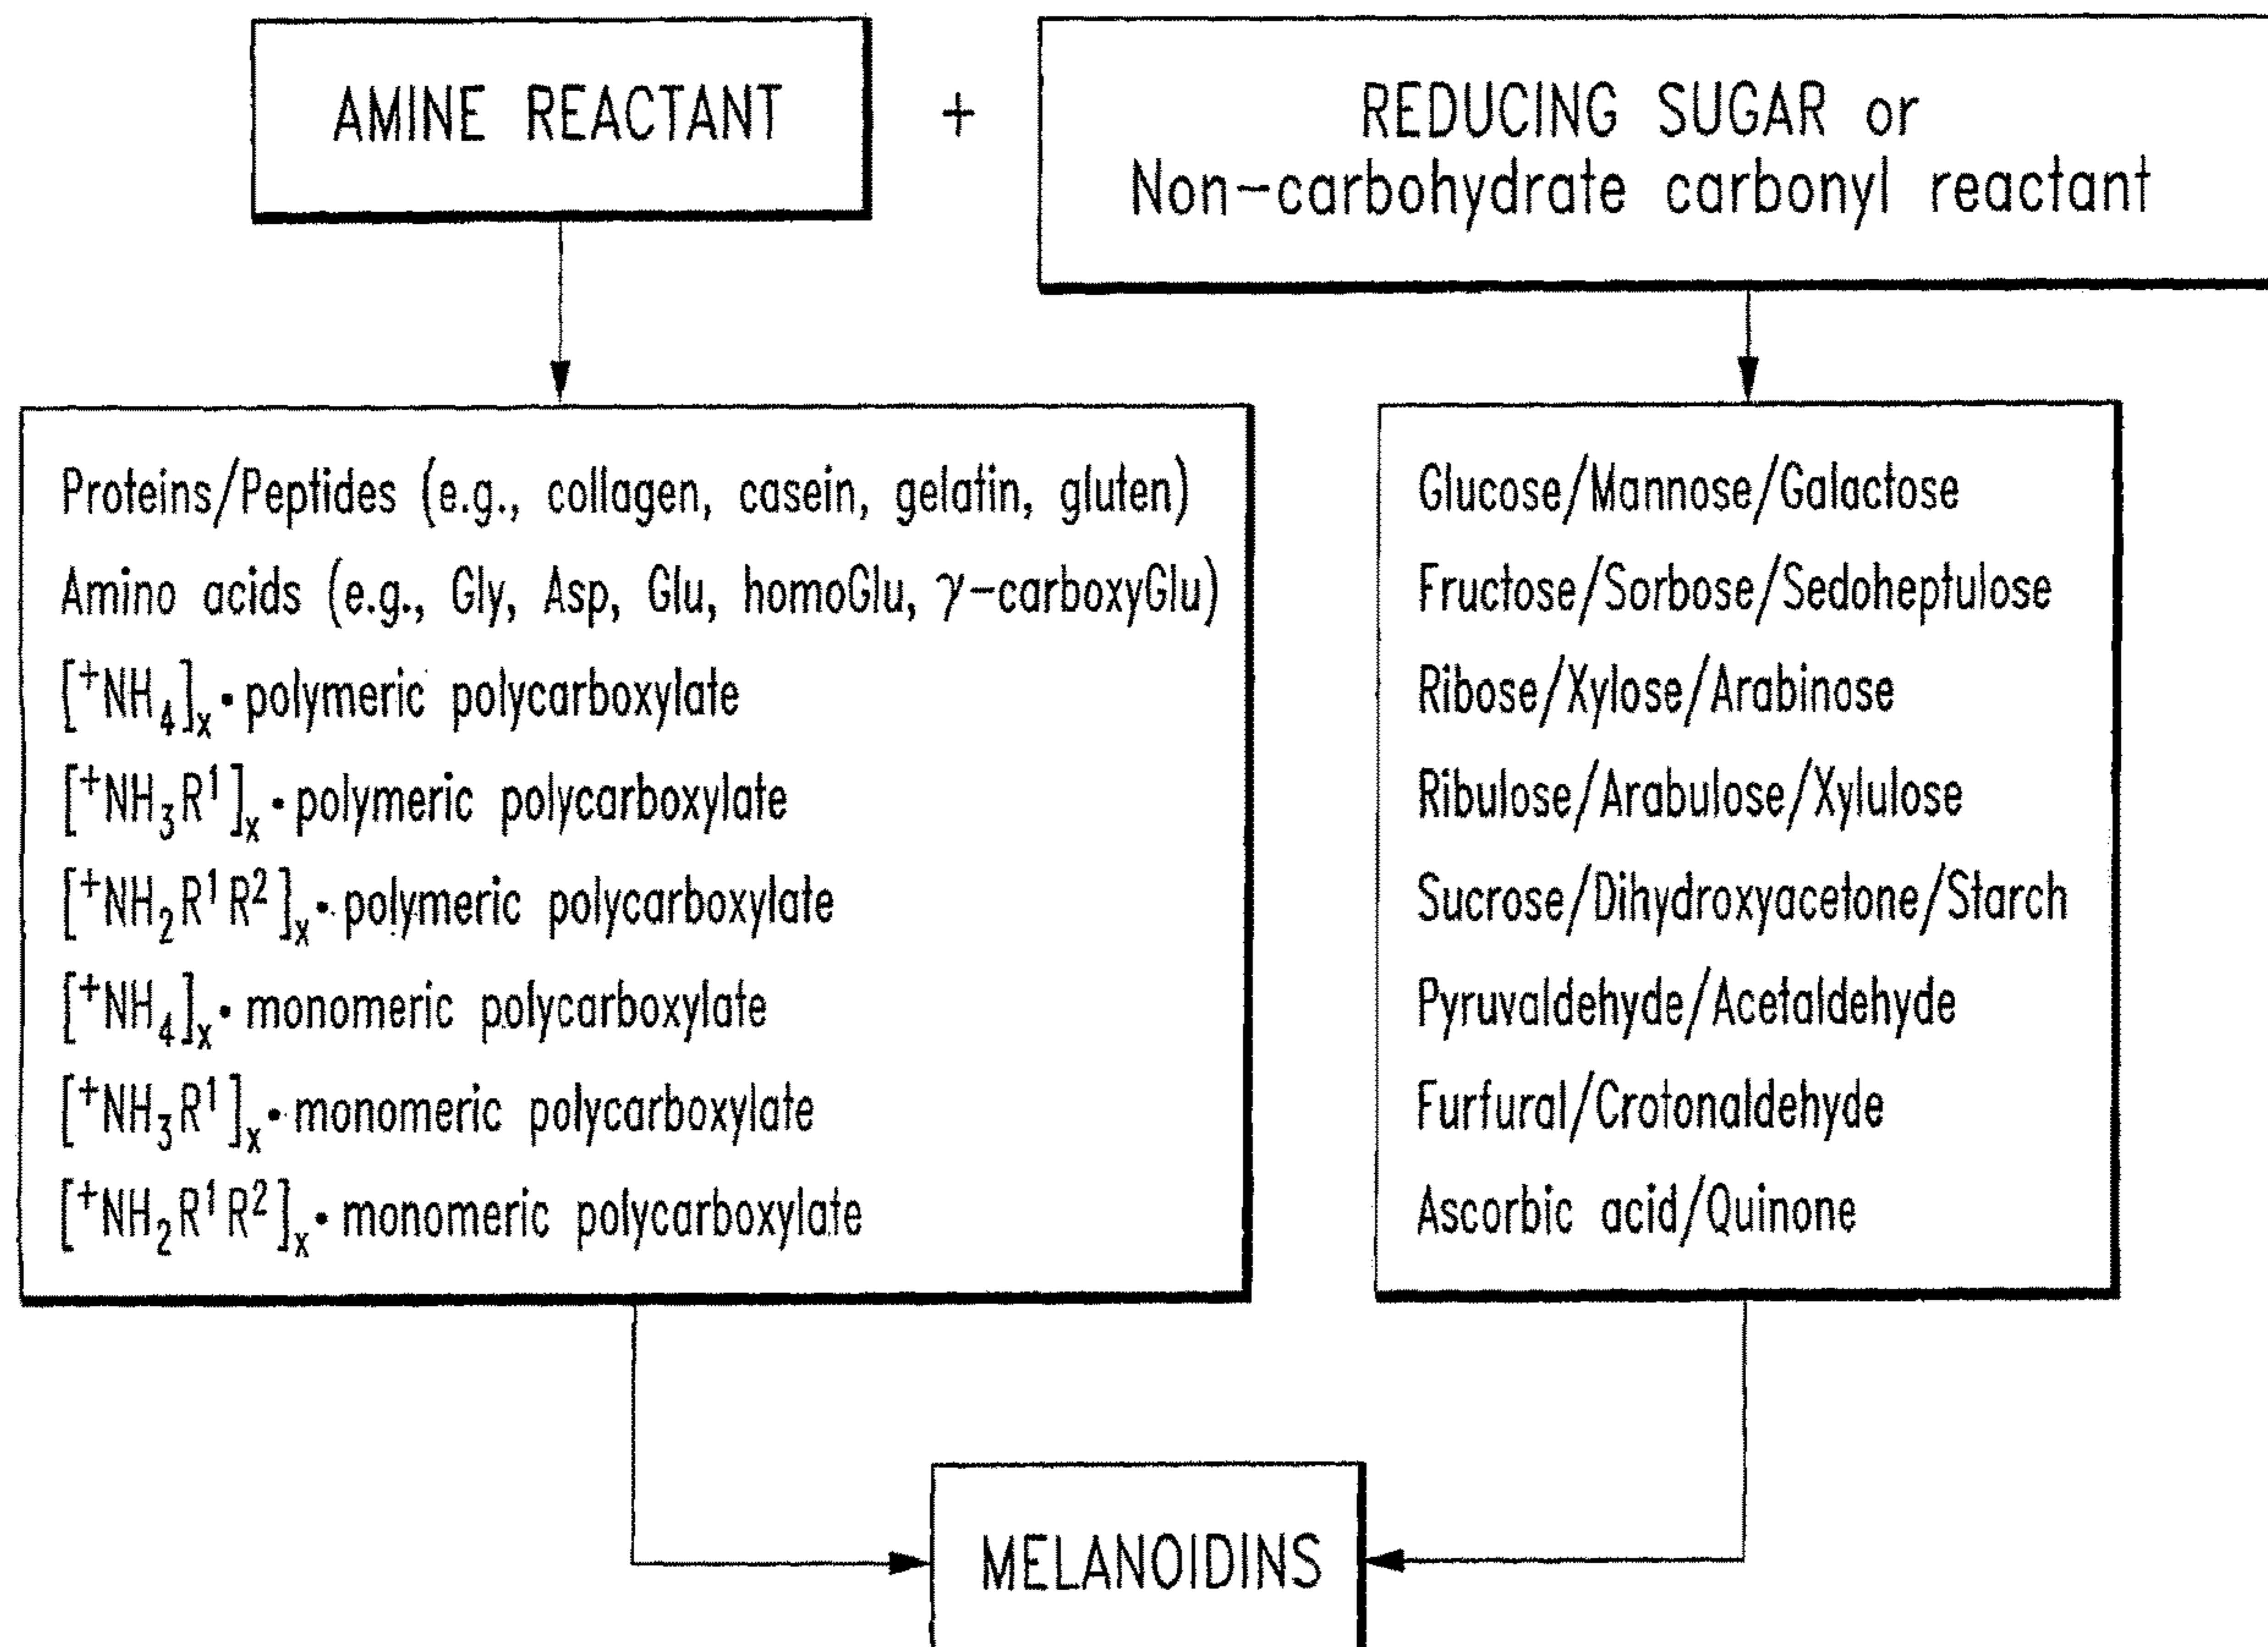 AMINE REACTANT
+
REDUCING SUGAR or
Non-carbohydrate carbonyl reactant
Proteins/Peptides (e.g., collagen, casein, gelatin, gluten)
Amino acids (e.g., Gly, Asp, Glu, homoGlu, γ-carboxyGlu)
[⁺NH₄]ₓ · polymeric polycarboxylate
[⁺NH₃R¹]ₓ · polymeric polycarboxylate
[⁺NH₂R¹R²]ₓ · polymeric polycarboxylate
[⁺NH₄]ₓ · monomeric polycarboxylate
[⁺NH₃R¹]ₓ · monomeric polycarboxylate
[⁺NH₂R¹R²]ₓ · monomeric polycarboxylate
Glucose/Mannose/Galactose
Fructose/Sorbose/Sedoheptulose
Ribose/Xylose/Arabinose
Ribulose/Arabulose/Xylulose
Sucrose/Dihydroxyacetone/Starch
Pyruvaldehyde/Acetaldehyde
Furfural/Crotonaldehyde
Ascorbic acid/Quinone
MELANOIDINS